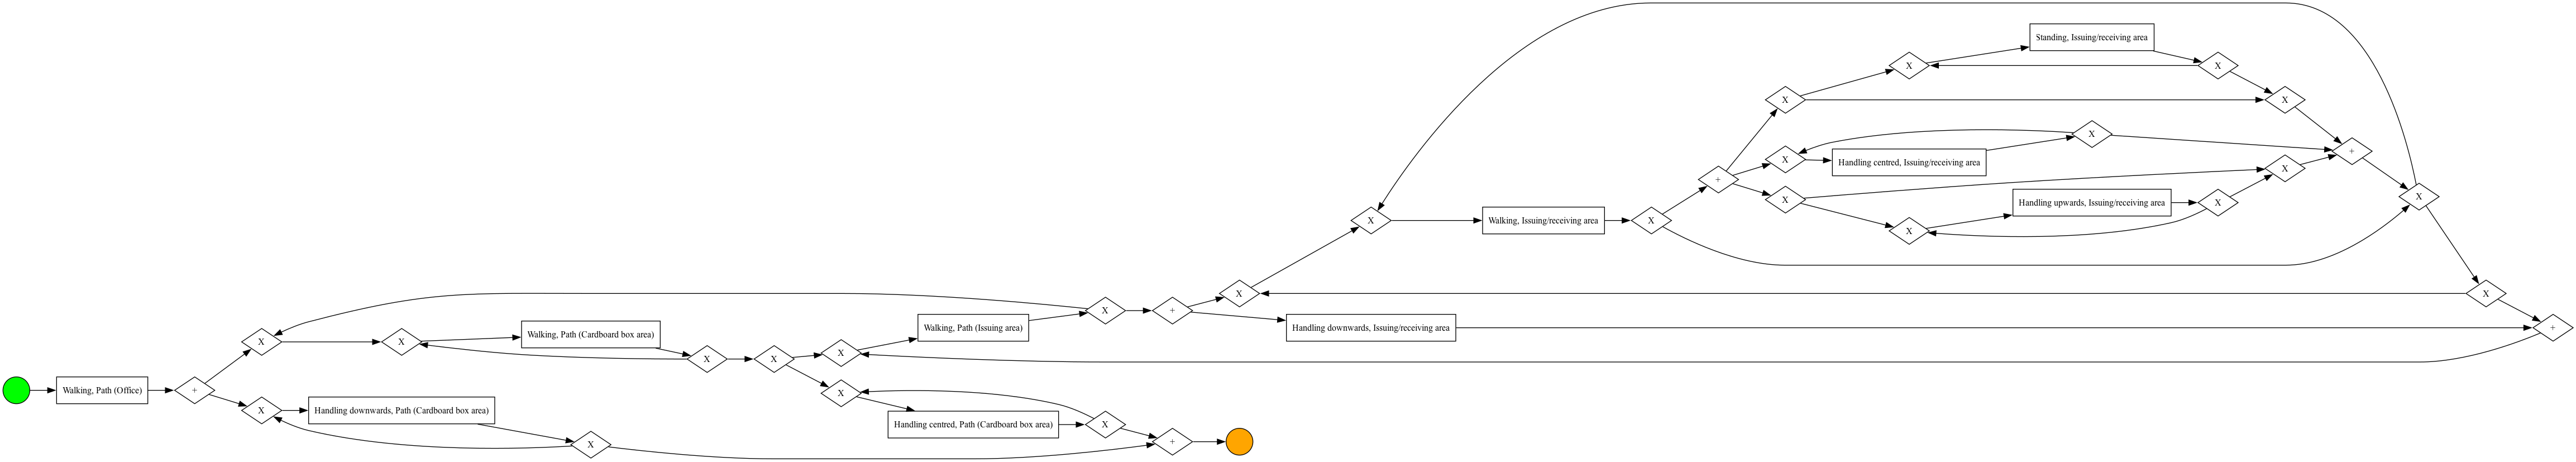 Standing, Issuing/receiving area
X
X
X
X
X
Handling centred, Issuing/receiving area
X
+
X
+
X
Handling upwards, Issuing/receiving area
X
X
X
X
Walking, Issuing/receiving area
X
X
X
X
X
+
Walking, Path (Issuing area)
Handling downwards, Issuing/receiving area
+
X
X
Walking, Path (Cardboard box area)
X
X
X
Walking, Path (Office)
+
X
X
Handling downwards, Path (Cardboard box area)
Handling centred, Path (Cardboard box area)
X
X
+